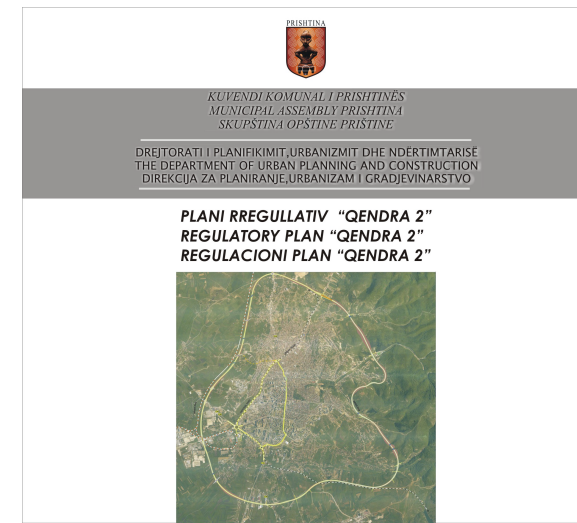 PRISHTINA
KUVENDI KOMUNAL I PRISHTINËS
MUNICIPAL ASSEMBLY PRISHTINA
SKUPŠTINA OPŠTINE PRIŠTINE
DREJTORATI I PLANIFIKIMIT,URBANIZMIT DHE NDËRTIMTARISË
THE DEPARTMENT OF URBAN PLANNING AND CONSTRUCTION
DIREKCIJA ZA PLANIRANJE,URBANIZAM I GRADJEVINARSTVO
PLANI RREGULLATIV "QENDRA 2"
REGULATORY PLAN "QENDRA 2"
REGULACIONI PLAN "QENDRA 2"